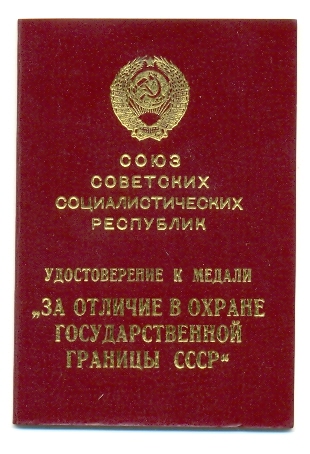 СОЮЗ
СОВЕТСКИХ
СОЦИАЛИСТИЧЕСКИХ
РЕСПУБЛИК
УДОСТОВЕРЕНИЕ К МЕДАЛИ
„ЗА ОТЛИЧИЕ В ОХРАНЕ
ГОСУДАРСТВЕННОЙ
ГРАНИЦЫ СССР“